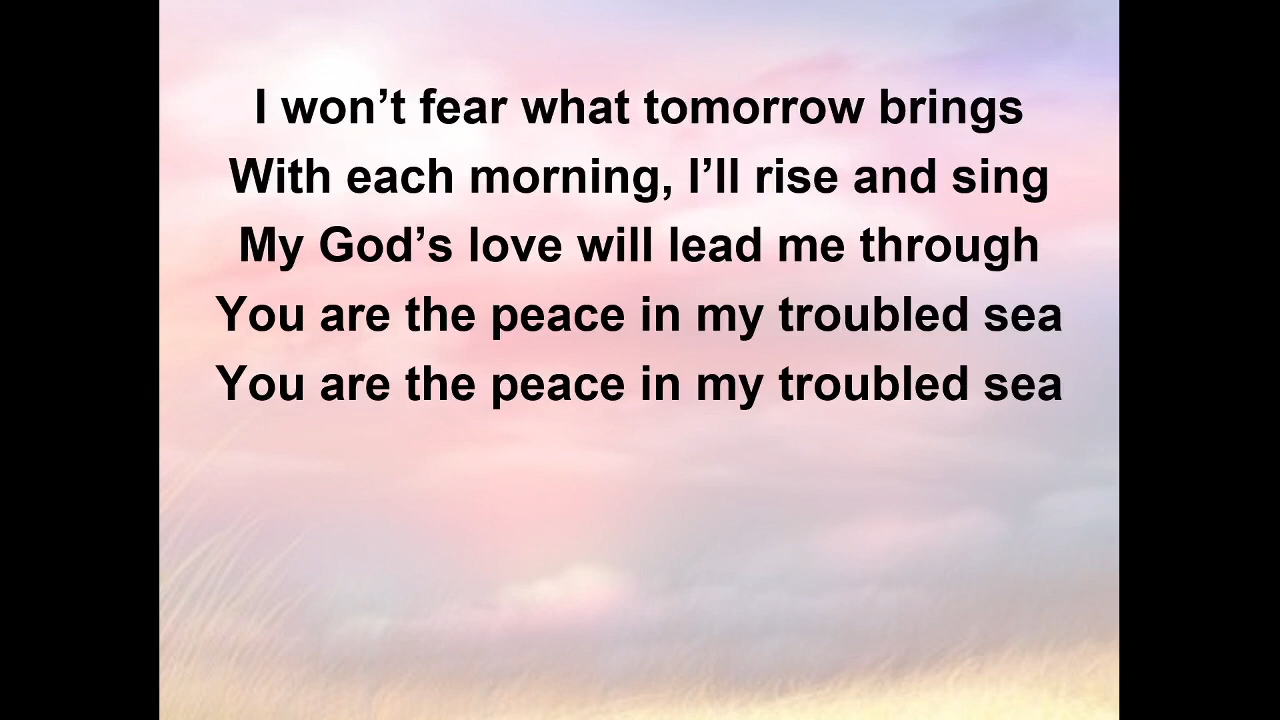 I won’t fear what tomorrow brings
With each morning, I’ll rise and sing
My God’s love will lead me through
You are the peace in my troubled sea
You are the peace in my troubled sea